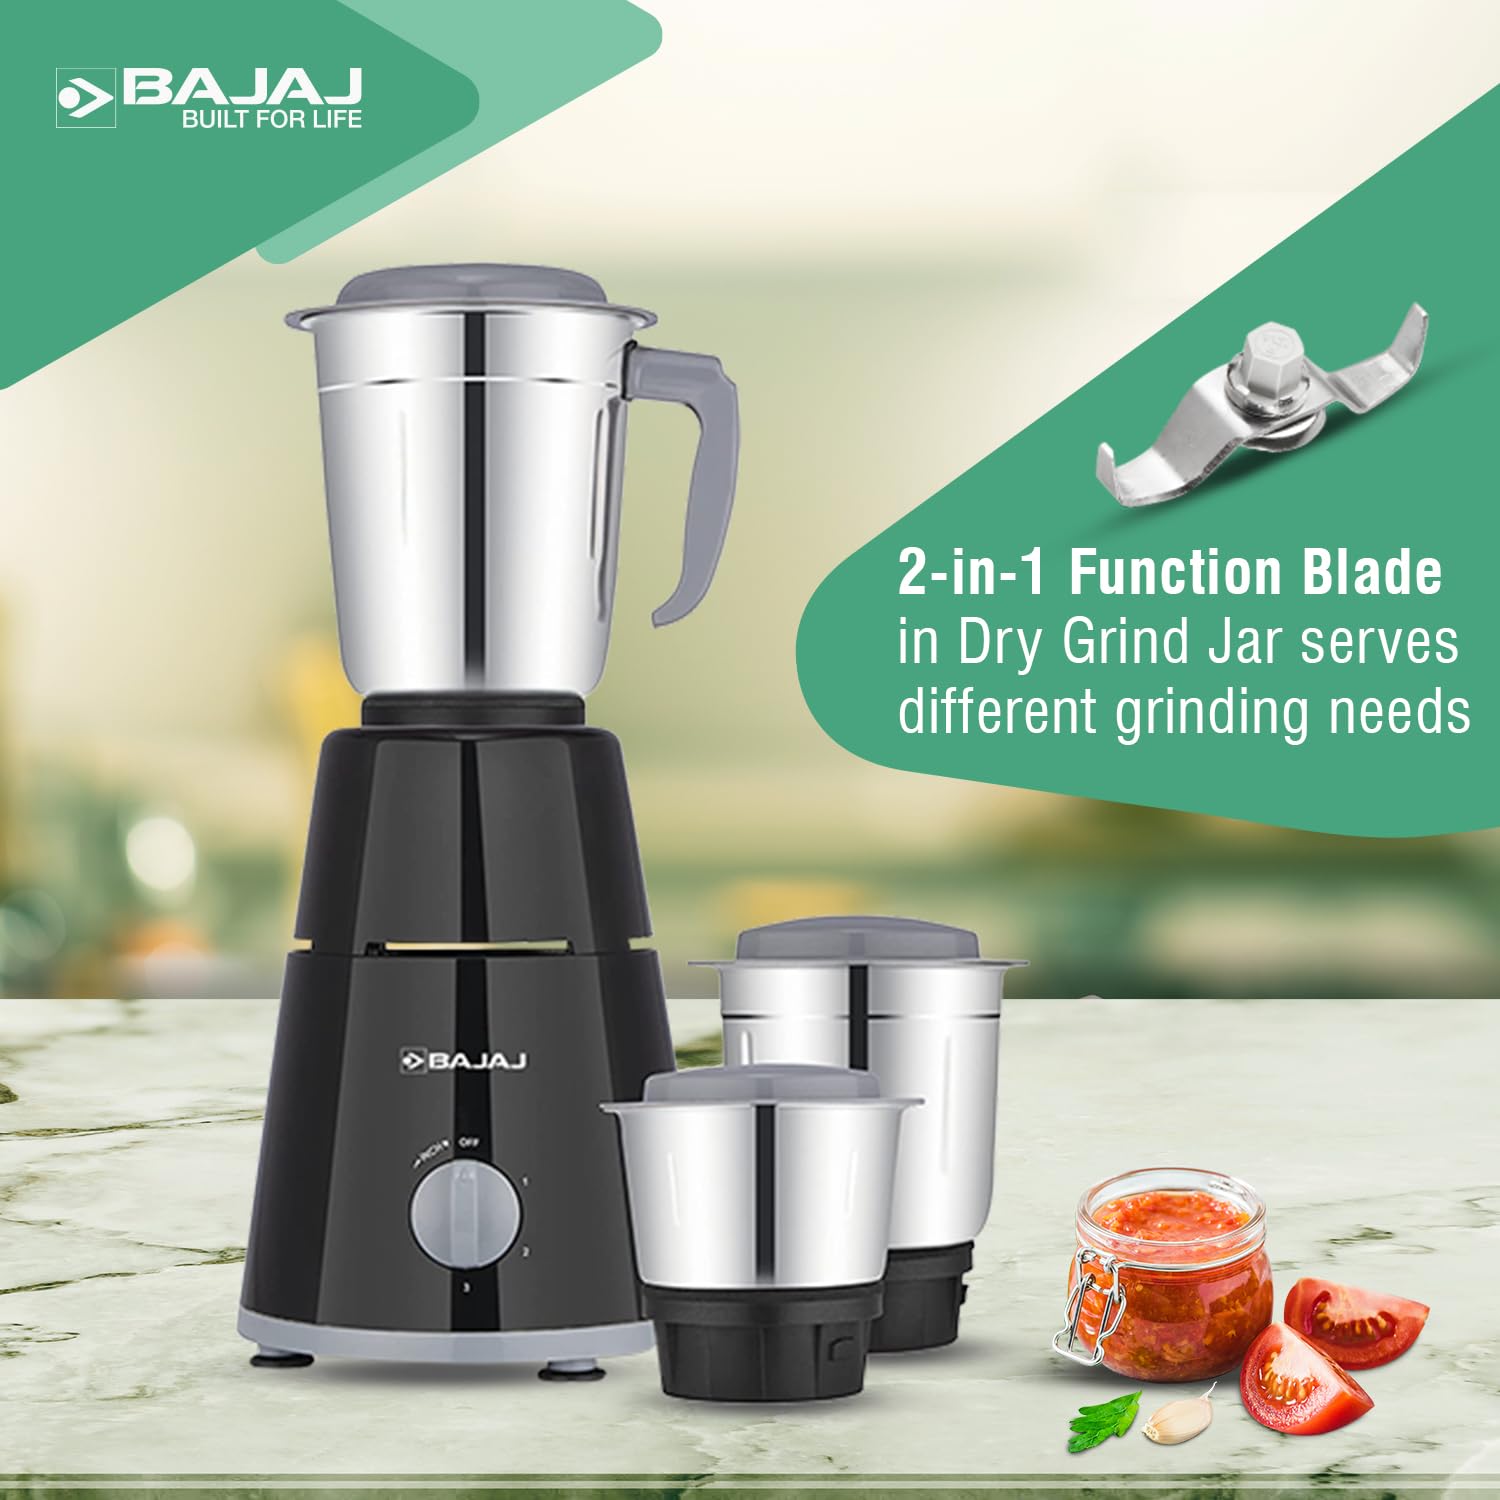 BAJAJ
BUILT FOR LIFE
2-in-1 Function Blade
in Dry Grind Jar serves
different grinding needs
BAJAJ
INCH OFF
1
2
3